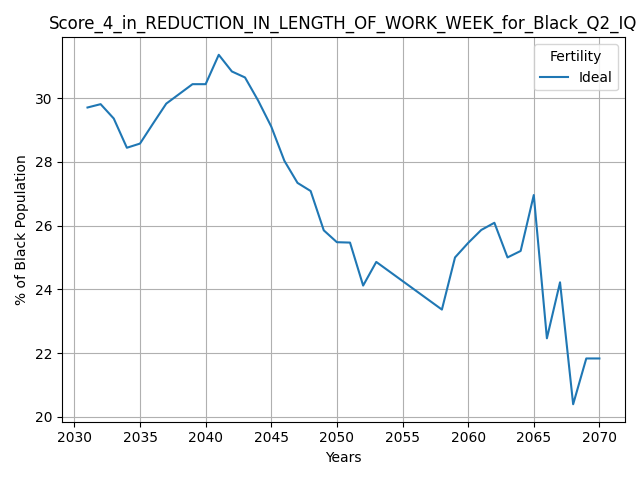 Score_4_in_REDUCTION_IN_LENGTH_OF_WORK_WEEK_for_Black_Q2_IQ
Fertility
Ideal
% of Black Population
30
28
26
24
22
20
2030 2035 2040 2045 2050 2055 2060 2065 2070
Years